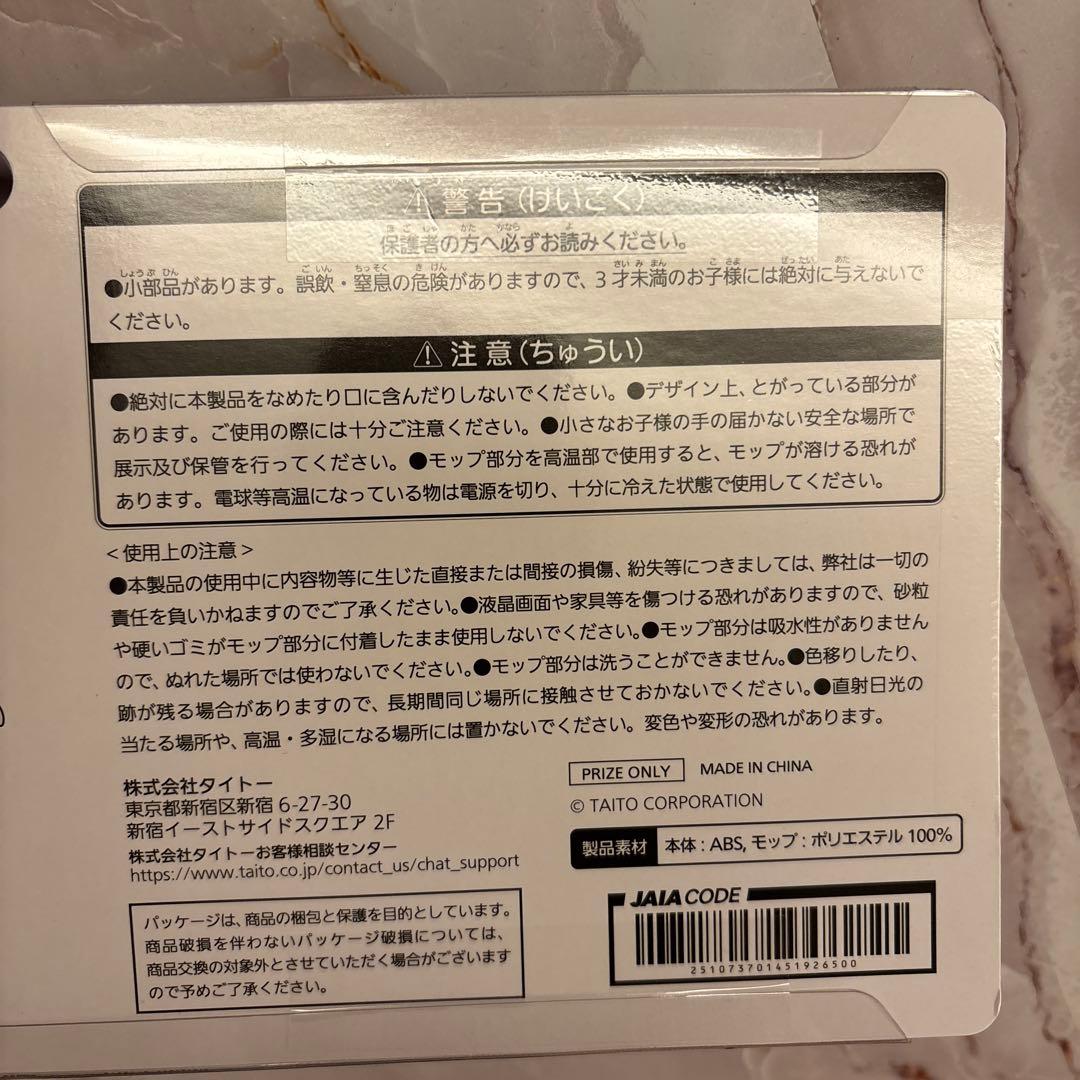 ⚠ 警告（けいこく）
保護者の方へ必ずお読みください。
●小部品があります。誤飲・窒息の危険がありますので、3才未満のお子様には絶対に与えないで
ください。
⚠ 注意（ちゅうい）
●絶対に本製品をなめたり口に含んだりしないでください。●デザイン上、とがっている部分が
あります。ご使用の際には十分ご注意ください。●小さなお子様の手の届かない安全な場所で
展示及び保管を行ってください。●モップ部分を高温部で使用すると、モップが溶ける恐れが
あります。電球等高温になっている物は電源を切り、十分に冷えた状態で使用してください。
＜使用上の注意＞
●本製品の使用中に内容物等に生じた直接または間接の損傷、紛失等につきましては、弊社は一切の
責任を負いかねますのでご了承ください。●液晶画面や家具等を傷つける恐れがありますので、砂粒
や硬いゴミがモップ部分に付着したまま使用しないでください。●モップ部分は吸水性がありません
ので、ぬれた場所では使わないでください。●モップ部分は洗うことができません。●色移りしたり、
跡が残る場合がありますので、長期間同じ場所に接触させておかないでください。●直射日光の
当たる場所や、高温・多湿になる場所には置かないでください。変色や変形の恐れがあります。
株式会社タイトー
東京都新宿区新宿 6-27-30
新宿イーストサイドスクエア 2F
株式会社タイトーお客様相談センター
https://www.taito.co.jp/contact_us/chat_support
パッケージは、商品の梱包と保護を目的としています。
商品破損を伴わないパッケージ破損については、
商品交換の対象外とさせていただく場合がございます
ので予めご了承ください。
PRIZE ONLY MADE IN CHINA
© TAITO CORPORATION
製品素材 本体：ABS, モップ：ポリエステル 100%
JAIA CODE
251073701451926500